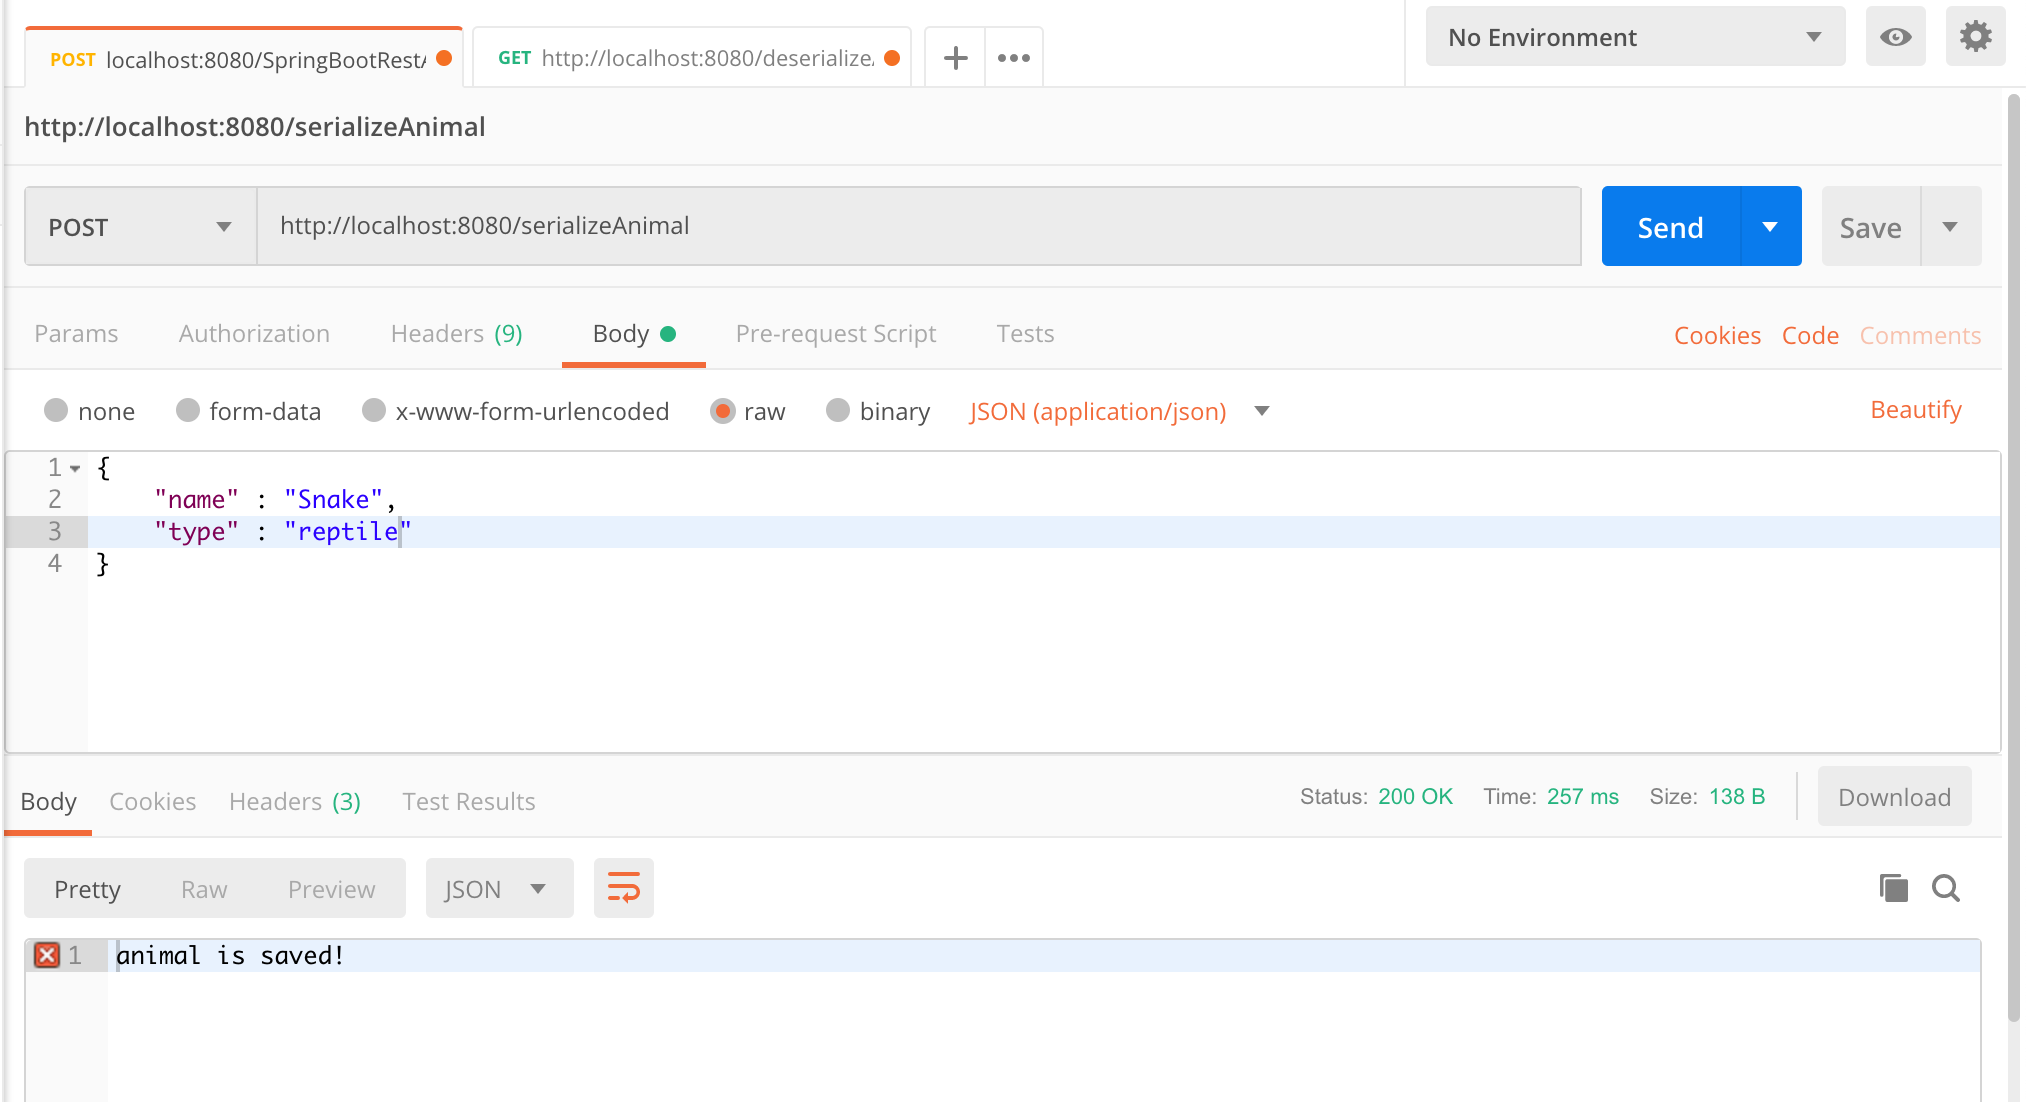 POST localhost:8080/SpringBootRestA
GET http://localhost:8080/deserialize
No Environment
http://localhost:8080/serializeAnimal
POST http://localhost:8080/serializeAnimal Send Save
Params Authorization Headers (9) Body Pre-request Script Tests Cookies Code Comments
none form-data x-www-form-urlencoded raw binary JSON (application/json) Beautify
1 {
2 "name" : "Snake",
3 "type" : "reptile"
4 }
Body Cookies Headers (3) Test Results Status: 200 OK Time: 257 ms Size: 138 B Download
Pretty Raw Preview JSON
1 animal is saved!